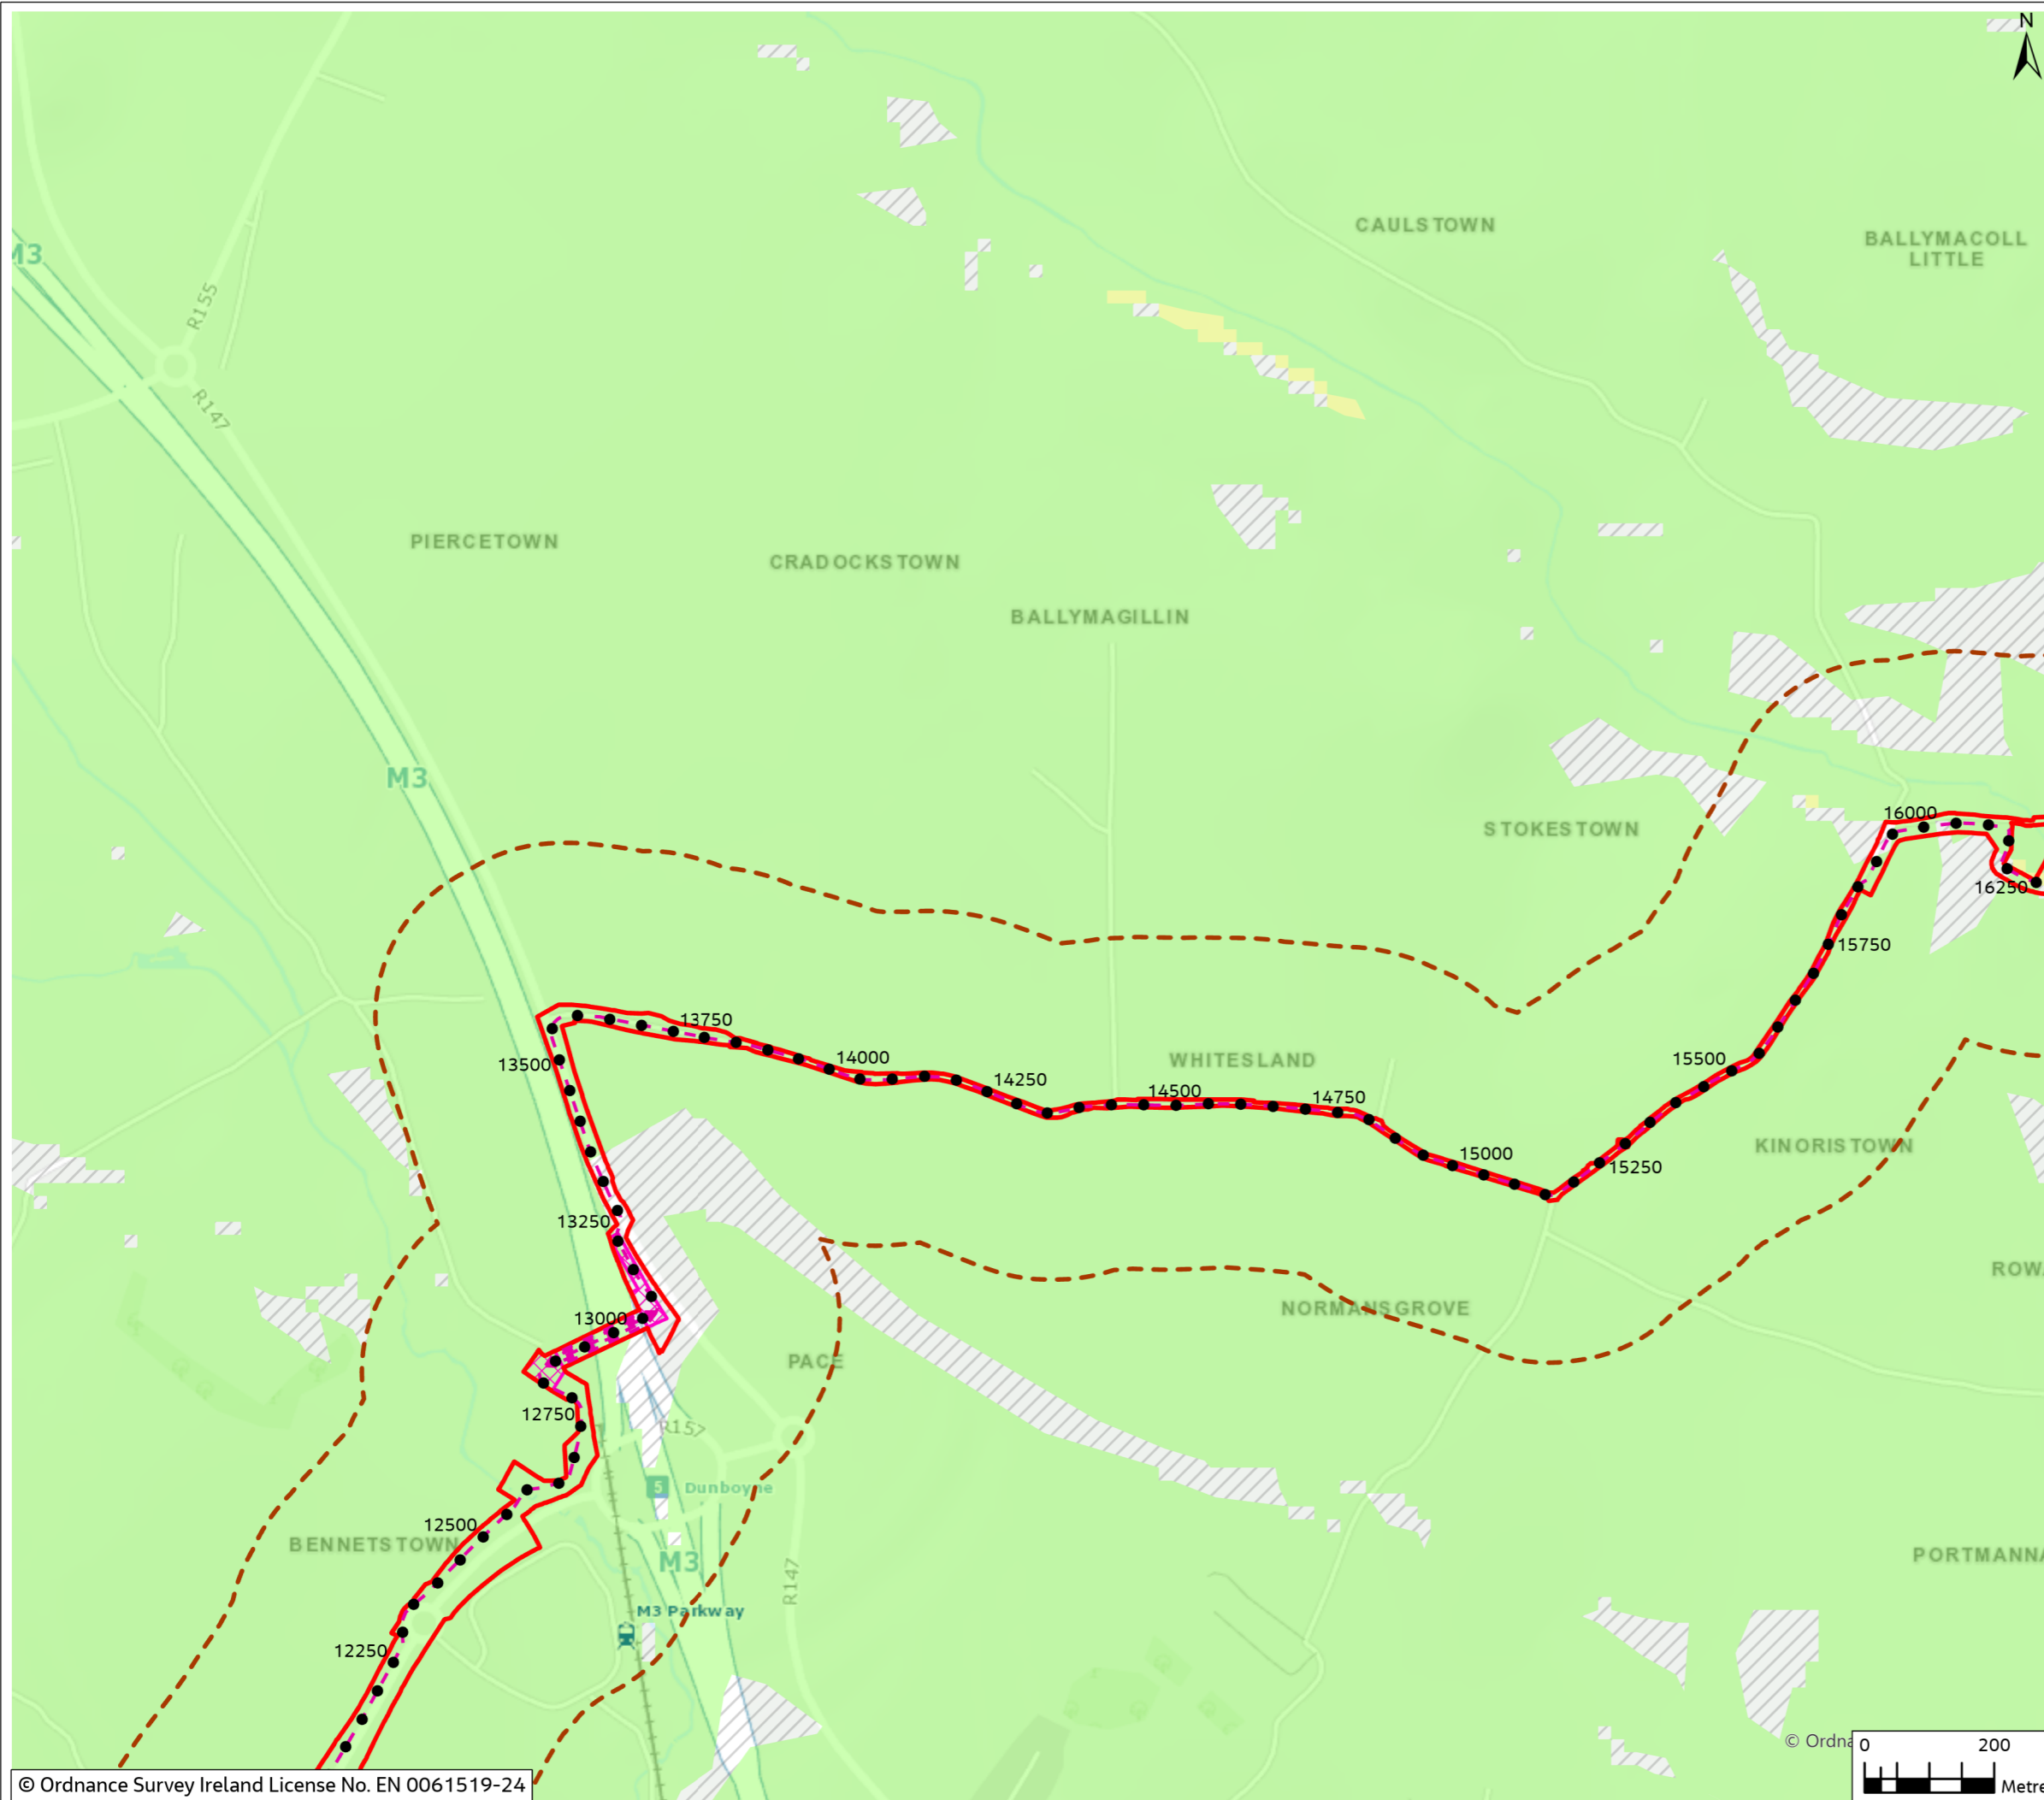 N
CAULSTOWN
BALLYMACOLL
LITTLE
M3
R155
R147
PIERCETOWN
CRADOCKSTOWN
BALLYMAGILLIN
M3
STOKESTOWN
16000
16250
15750
13750
13500
14000
WHITESLAND
15500
14250
14500
14750
KINORISTOWN
15000
15250
13250
ROW
NORMANSGROVE
13000
PACE
12750
R157
5
Dunboyne
12500
BENNETSTOWN
M3
PORTMANNA
R147
M3 Parkway
12250
© Ordna
0 200
Metre
© Ordnance Survey Ireland License No. EN 0061519-24